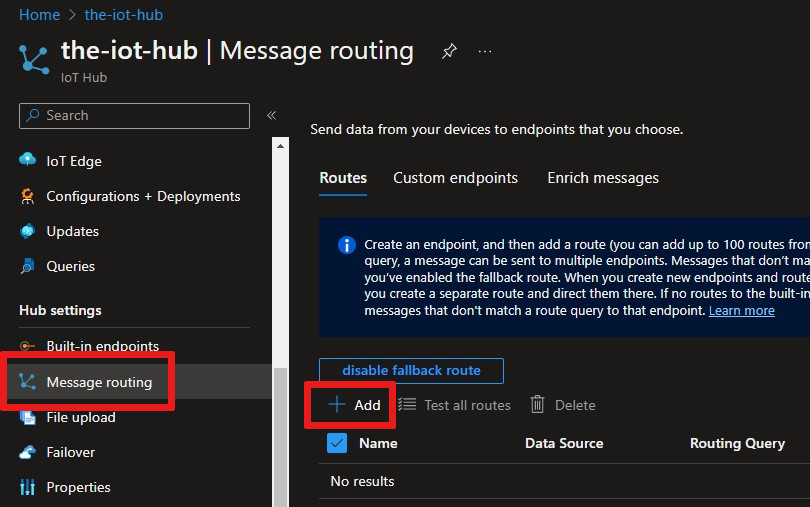 Home > the-iot-hub
the-iot-hub | Message routing
...
IoT Hub
Search
«
IoT Edge
Configurations + Deployments
Updates
Queries
Hub settings
Built-in endpoints
Message routing
File upload
Failover
Properties
Send data from your devices to endpoints that you choose.
Routes Custom endpoints Enrich messages
Create an endpoint, and then add a route (you can add up to 100 routes from
query, a message can be sent to multiple endpoints. Messages that don't ma
you've enabled the fallback route. When you create new endpoints and route
you create a separate route and direct them there. If no routes to the built-in
messages that don't match a route query to that endpoint. Learn more
disable fallback route
Add Test all routes Delete
Name Data Source Routing Query
No results